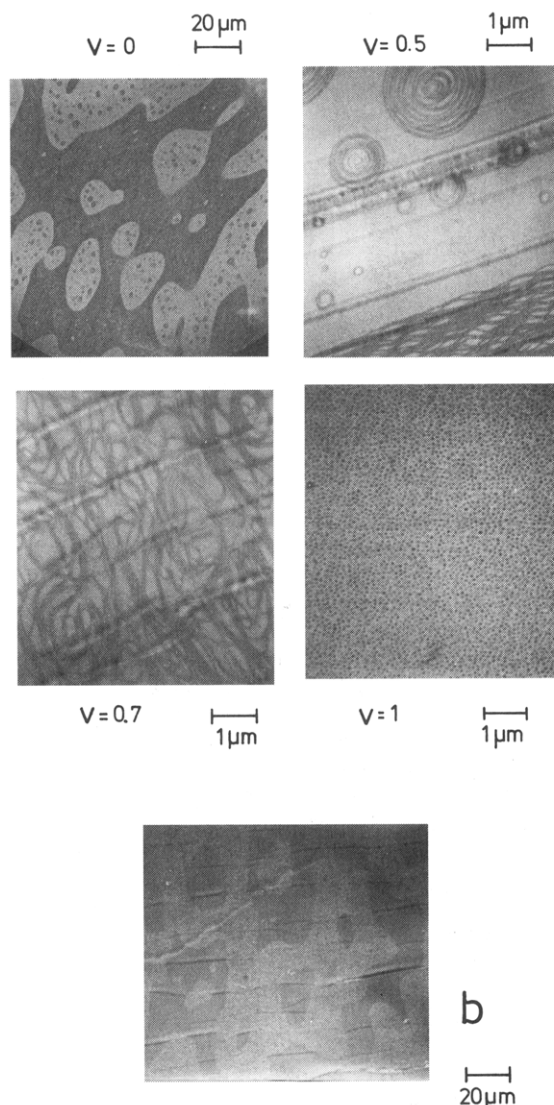 20 µm
1 µm
V = 0
V = 0.5
V = 0.7
1 µm
V = 1
1 µm
b
20 µm